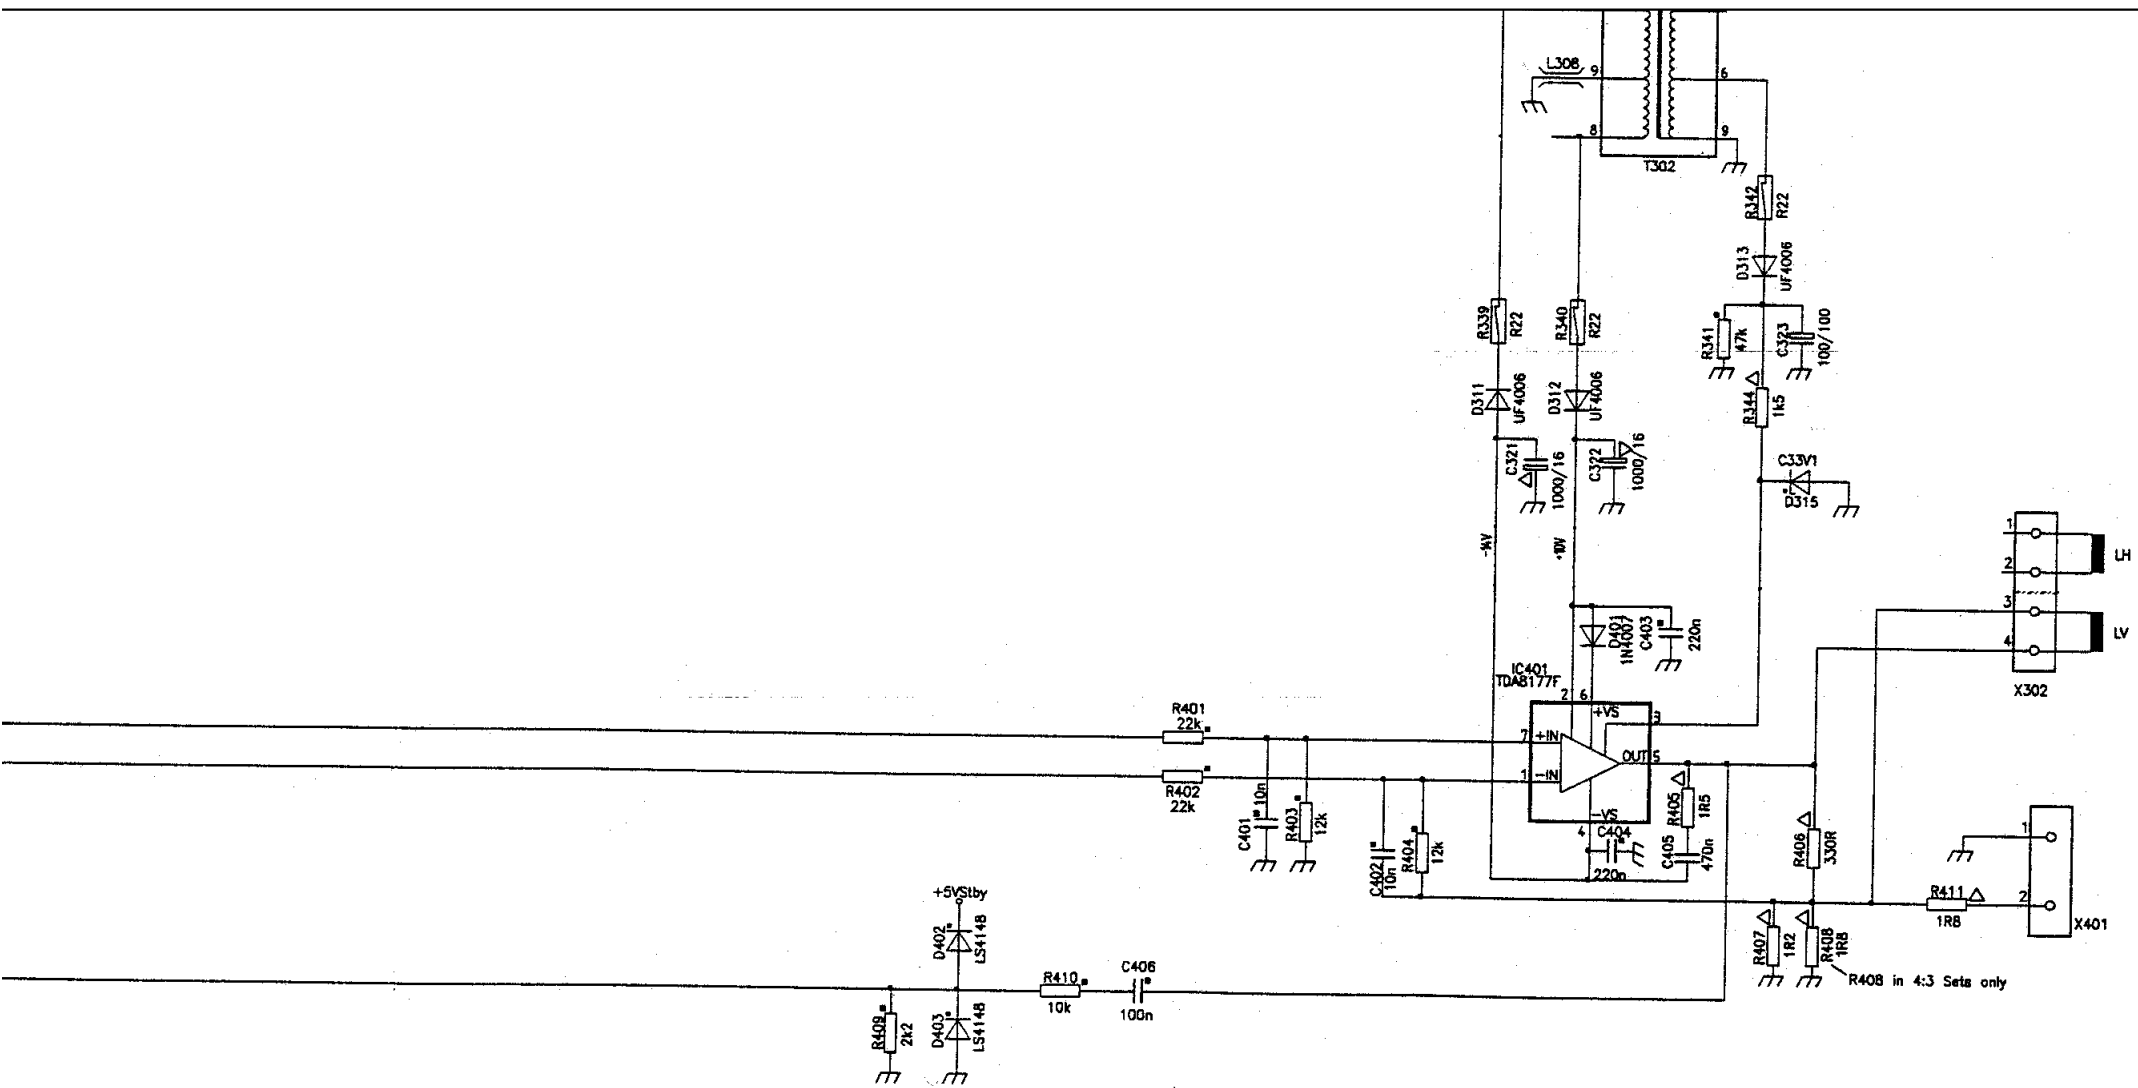 L308
9
6
8
9
T302
R342
R22
D313
UF4006
R339
R22
R340
R22
R341
47k
C323
100/100
D311
UF4006
D312
UF4006
R344
1k5
C321
1000/16
C322
1000/16
C33V1
D315
-14V
+10V
1
2
3
4
LH
LV
X302
D401
1N4007
C403
220n
IC401
TDA8177F
2
6
+VS
3
7
+IN
OUT
5
1
-IN
-VS
4
R401
22k
R402
22k
C401
10n
R403
12k
C402
10n
R404
12k
C404
220n
R405
1R5
C405
470n
R406
330R
1
2
X401
R411
1R8
R407
1R2
R408
1R8
R408 in 4:3 Sets only
+5VStby
D402
LS4148
R410
10k
C406
100n
R409
2k2
D403
LS4148